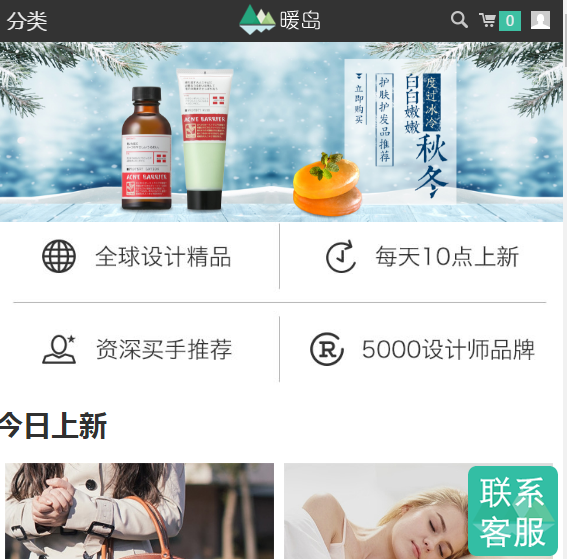 分类
暖岛
0
度过冰冷
秋冬
白白嫩嫩
护肤护发品推荐
立即购买
ACNE BARRIER
ACNE BARRIER
全球设计精品
每天10点上新
资深买手推荐
R 5000设计师品牌
今日上新
联系
客服